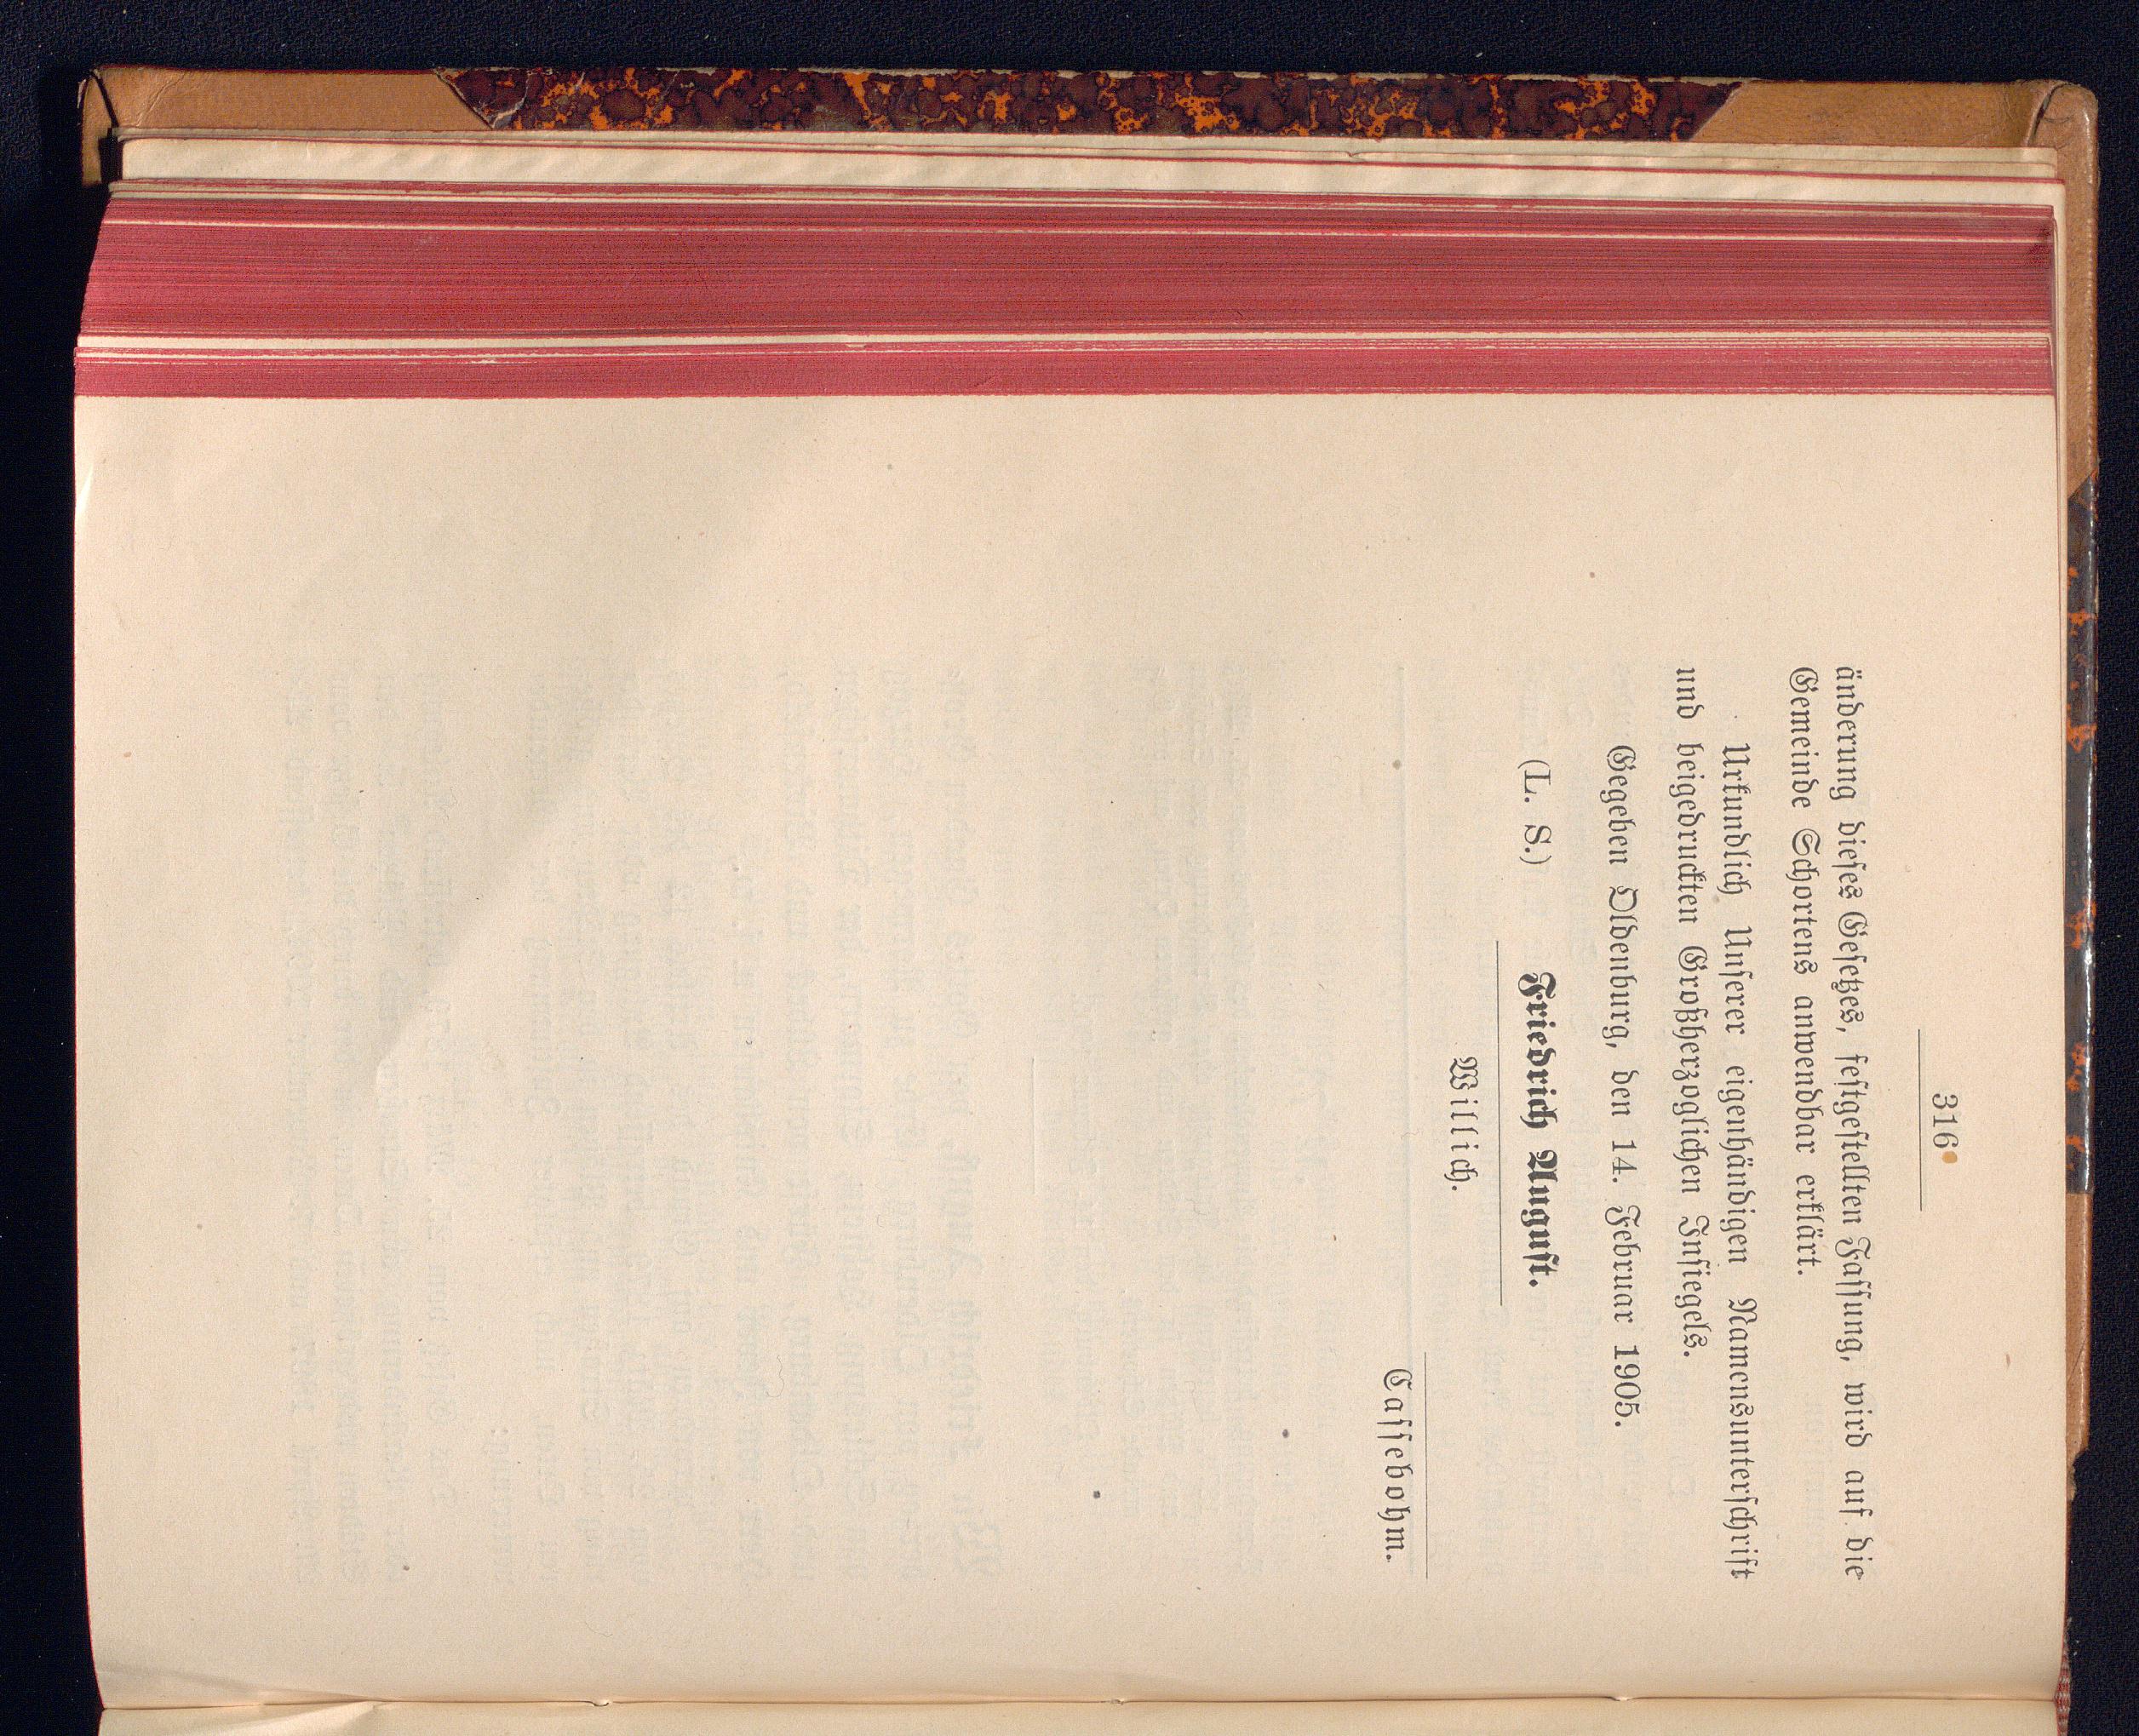 316
änderung dieses Gesetzes, festgestellten Fassung, wird auf die
Gemeinde Schortens anwendbar erklärt.
Urkundlich Unserer eigenhändigen Namensunterschrift
und beigedruckten Großherzoglichen Insiegels.
Gegeben Oldenburg, den 14. Februar 1905.
(L. S.) Friedrich August.
Willich.
Cassebohm.